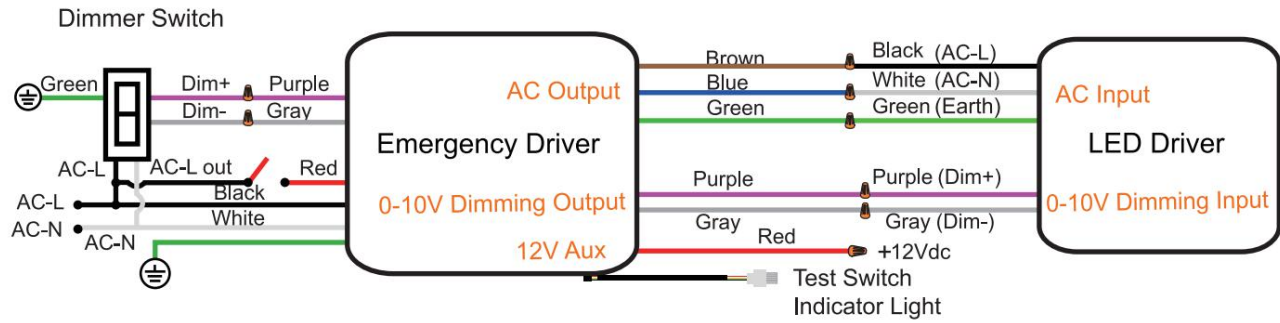 Dimmer Switch
Green
Dim+
Purple
Dim-
Gray
AC-L
AC-L out
Red
AC-L
Black
AC-N
White
AC-N
AC Output
Emergency Driver
0-10V Dimming Output
12V Aux
Brown
Black (AC-L)
Blue
White (AC-N)
Green
Green (Earth)
Purple
Purple (Dim+)
Gray
Gray (Dim-)
Red
+12Vdc
Test Switch
Indicator Light
AC Input
LED Driver
0-10V Dimming Input